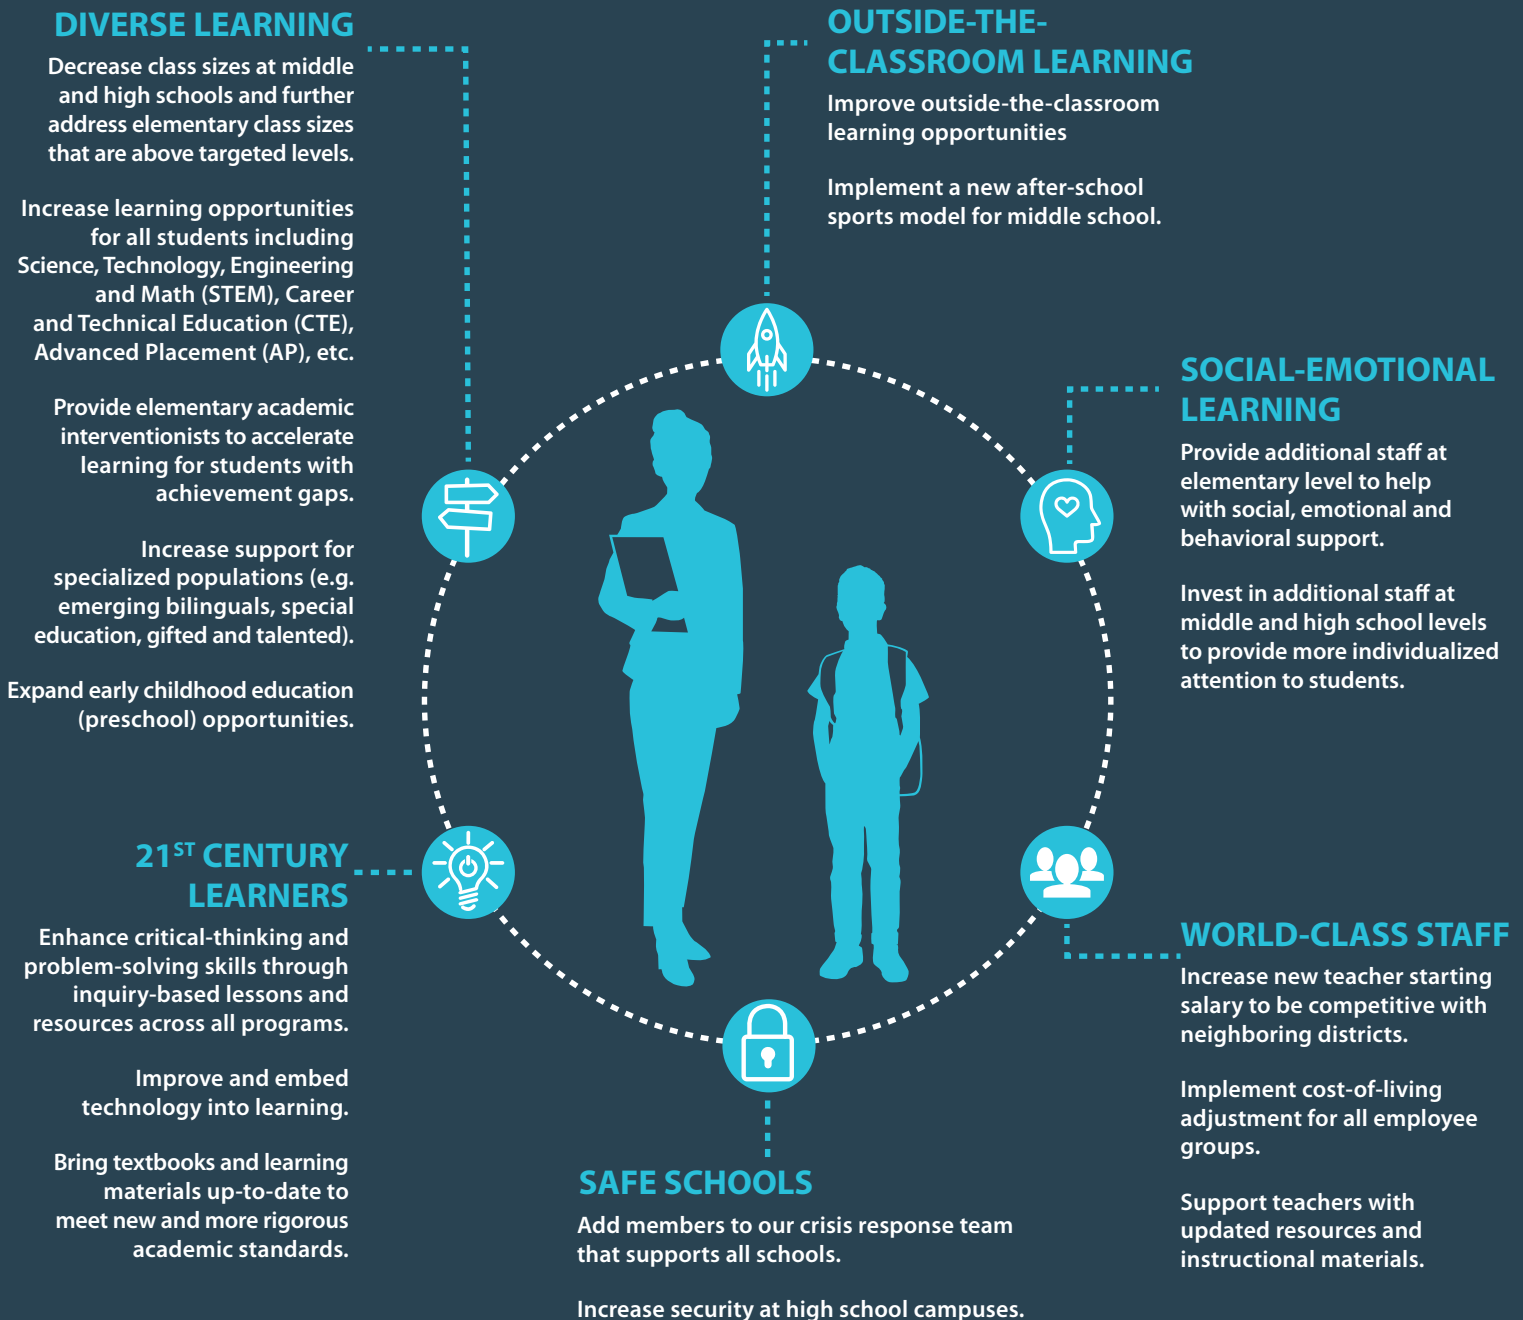 DIVERSE LEARNING
Decrease class sizes at middle
and high schools and further
address elementary class sizes
that are above targeted levels.
Increase learning opportunities
for all students including
Science, Technology, Engineering
and Math (STEM), Career
and Technical Education (CTE),
Advanced Placement (AP), etc.
Provide elementary academic
interventionists to accelerate
learning for students with
achievement gaps.
Increase support for
specialized populations (e.g.
emerging bilinguals, special
education, gifted and talented).
Expand early childhood education
(preschool) opportunities.
OUTSIDE-THE-
CLASSROOM LEARNING
Improve outside-the-classroom
learning opportunities
Implement a new after-school
sports model for middle school.
SOCIAL-EMOTIONAL
LEARNING
Provide additional staff at
elementary level to help
with social, emotional and
behavioral support.
Invest in additional staff at
middle and high school levels
to provide more individualized
attention to students.
21ST CENTURY
LEARNERS
Enhance critical-thinking and
problem-solving skills through
inquiry-based lessons and
resources across all programs.
Improve and embed
technology into learning.
Bring textbooks and learning
materials up-to-date to
meet new and more rigorous
academic standards.
SAFE SCHOOLS
Add members to our crisis response team
that supports all schools.
Increase security at high school campuses.
WORLD-CLASS STAFF
Increase new teacher starting
salary to be competitive with
neighboring districts.
Implement cost-of-living
adjustment for all employee
groups.
Support teachers with
updated resources and
instructional materials.